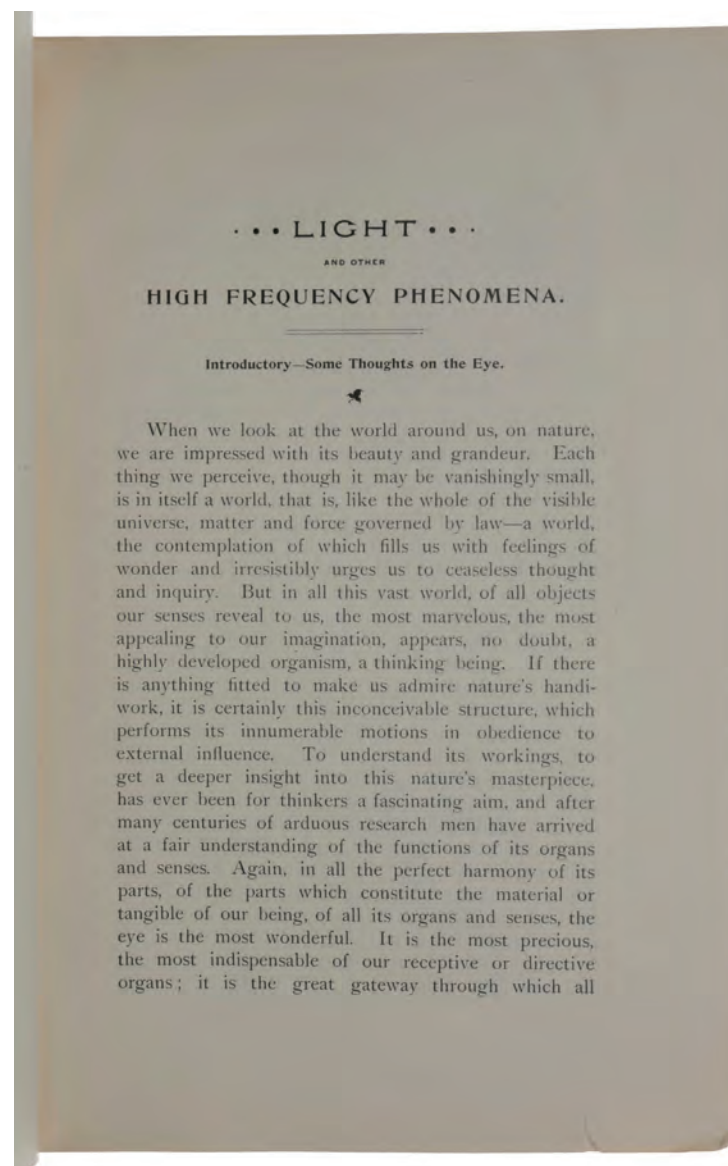 ··• LIGHT •··
AND OTHER
HIGH FREQUENCY PHENOMENA.
Introductory—Some Thoughts on the Eye.
When we look at the world around us, on nature,
we are impressed with its beauty and grandeur. Each
thing we perceive, though it may be vanishingly small,
is in itself a world, that is, like the whole of the visible
universe, matter and force governed by law—a world,
the contemplation of which fills us with feelings of
wonder and irresistibly urges us to ceaseless thought
and inquiry. But in all this vast world, of all objects
our senses reveal to us, the most marvelous, the most
appealing to our imagination, appears, no doubt, a
highly developed organism, a thinking being. If there
is anything fitted to make us admire nature's handi-
work, it is certainly this inconceivable structure, which
performs its innumerable motions in obedience to
external influence. To understand its workings, to
get a deeper insight into this nature's masterpiece,
has ever been for thinkers a fascinating aim, and after
many centuries of arduous research men have arrived
at a fair understanding of the functions of its organs
and senses. Again, in all the perfect harmony of its
parts, of the parts which constitute the material or
tangible of our being, of all its organs and senses, the
eye is the most wonderful. It is the most precious,
the most indispensable of our receptive or directive
organs; it is the great gateway through which all